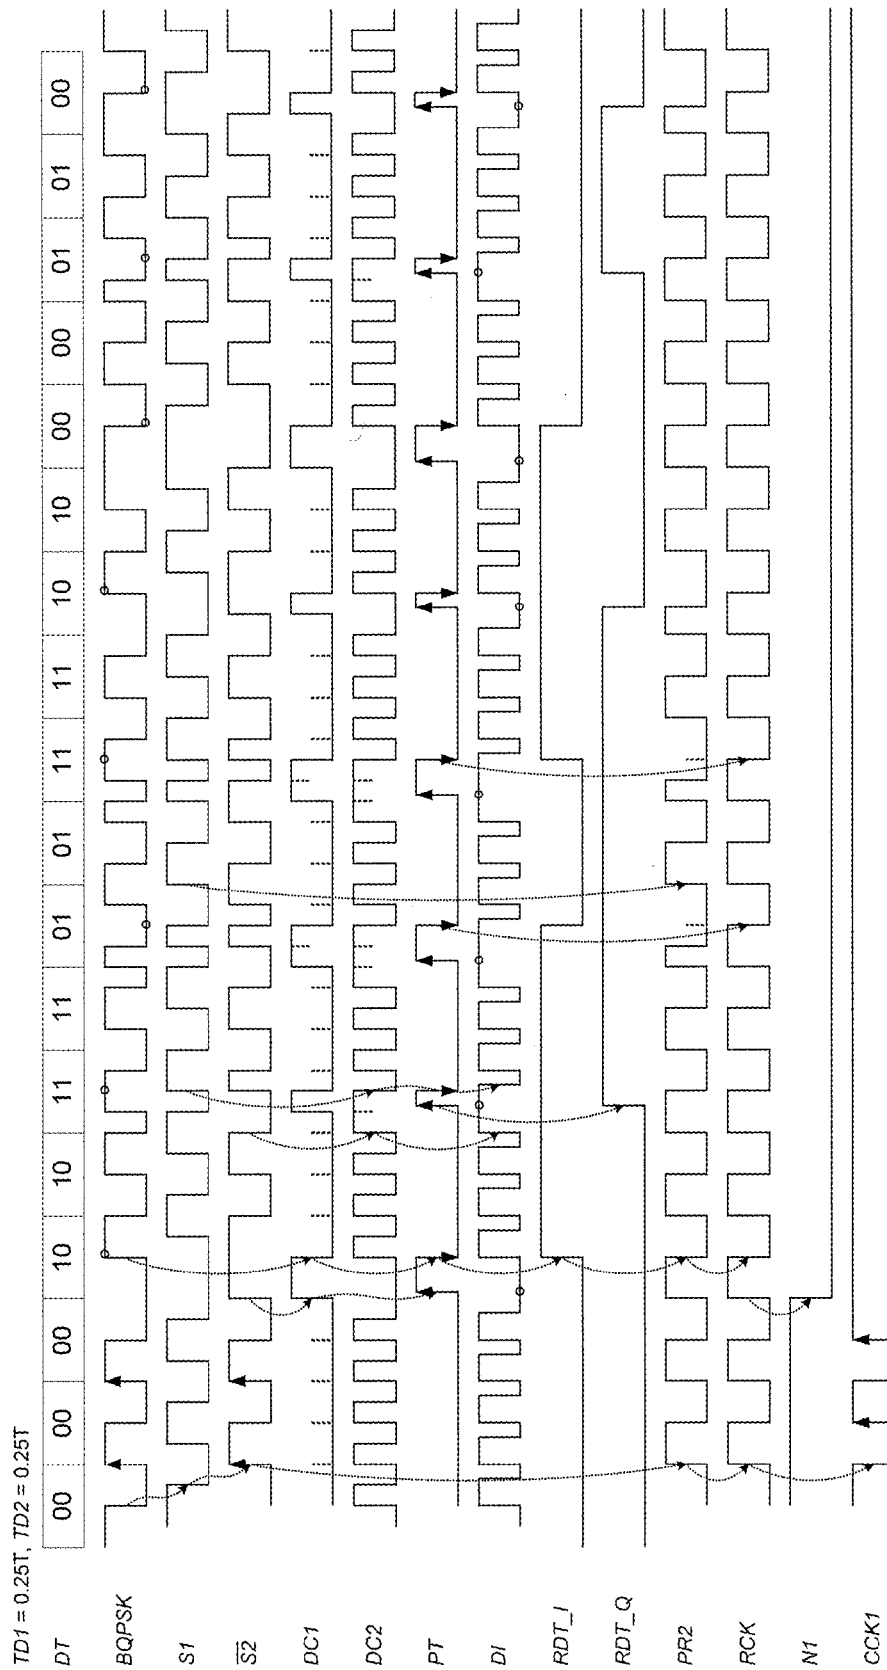 TD1 = 0.25T, TD2 = 0.25T
DT 00 00 00 10 10 11 11 01 01 11 11 10 10 00 00 01 01 00
BQPSK
S1
S̅2̅
DC1
DC2
PT
DI
RDT_I
RDT_Q
PR2
RCK
N1
CCK1